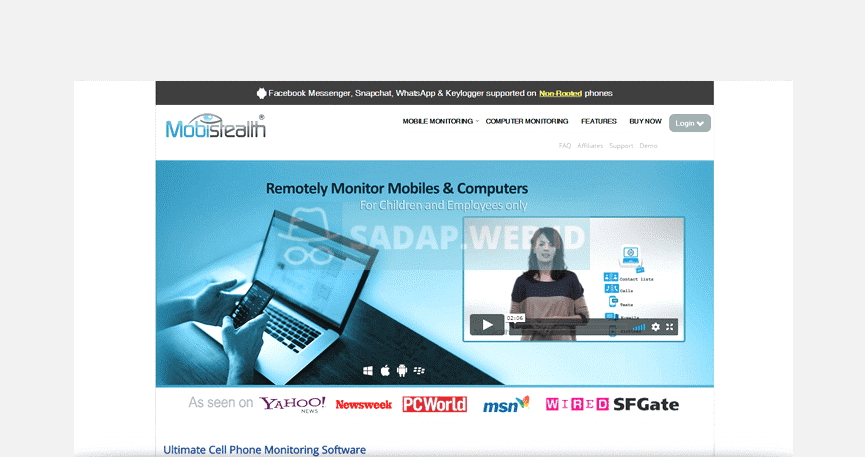 Facebook Messenger, Snapchat, WhatsApp & Keylogger supported on Non-Rooted phones
Mobistealth®
MOBILE MONITORING
COMPUTER MONITORING
FEATURES
BUY NOW
Login
FAQ
Affiliates
Support
Demo
Remotely Monitor Mobiles & Computers
For Children and Employees only
SADAP.WEB.ID
Contact lists
Calls
Texts
02:06
As seen on
YAHOO!
NEWS
Newsweek
PCWorld
msn
WIRED
SFGate
Ultimate Cell Phone Monitoring Software